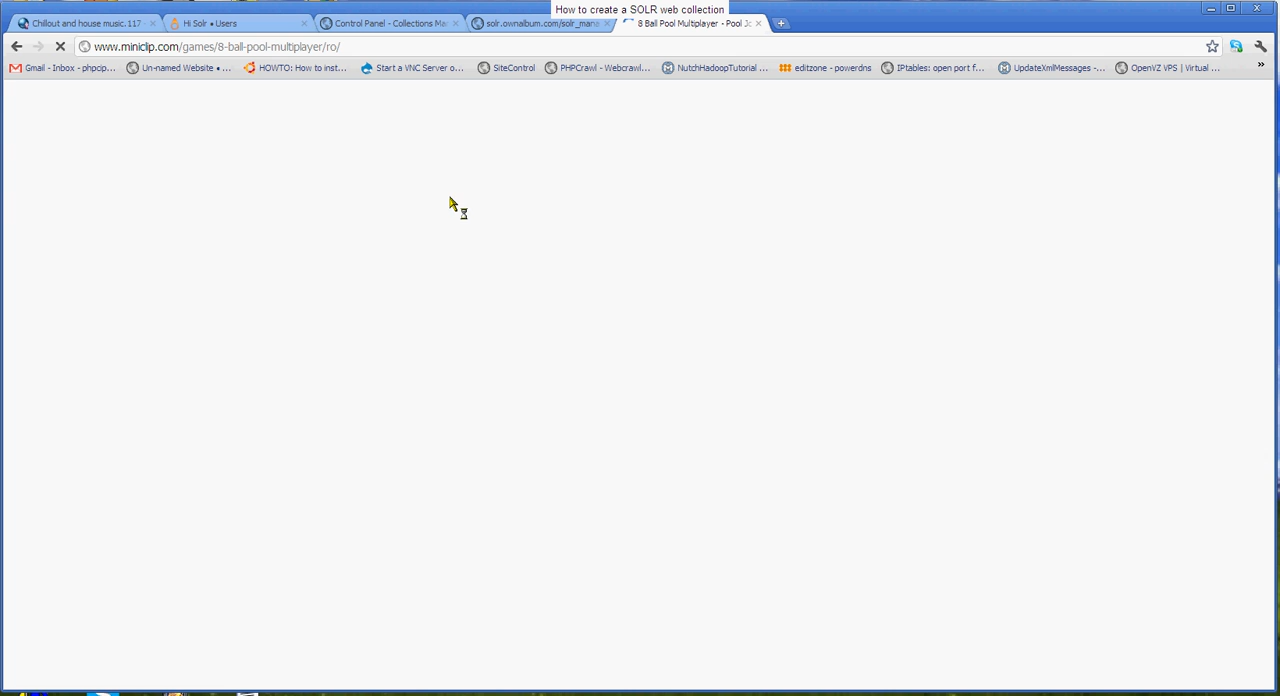 How to create a SOLR web collection
Chillout and house music. 117
Hi Solr • Users
Control Panel - Collections Ma
solr.ownalbum.com/solr_mana
8 Ball Pool Multiplayer - Pool Jo
www.miniclip.com/games/8-ball-pool-multiplayer/ro/
Gmail - Inbox - phpcip...
Un-named Website • ...
HOWTO: How to inst...
Start a VNC Server o...
SiteControl
PHPCrawl - Webcrawl...
NutchHadoopTutorial ...
editzone - powerdns
IPtables: open port f...
UpdateXmlMessages -...
OpenVZ VPS | Virtual ...
»